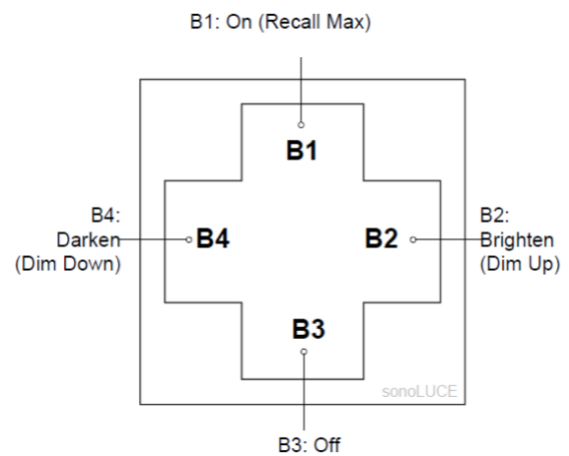 B1: On (Recall Max)
B1
B4:
Darken
(Dim Down)
B4
B2
B2:
Brighten
(Dim Up)
B3
sonoLUCE
B3: Off